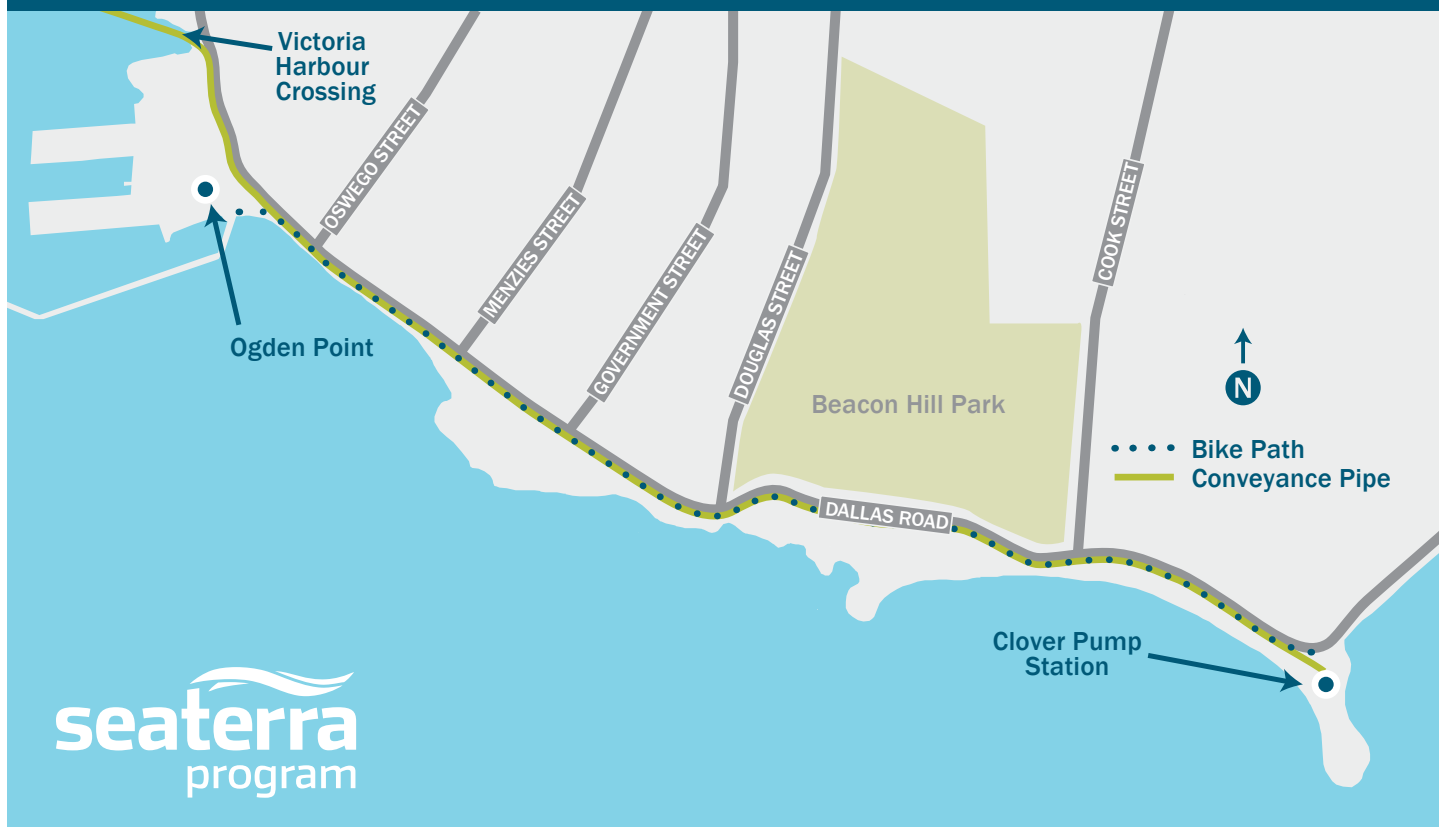 Victoria
Harbour
Crossing
OSWEGO STREET
MENZIES STREET
GOVERNMENT STREET
DOUGLAS STREET
COOK STREET
Ogden Point
Beacon Hill Park
N
Bike Path
Conveyance Pipe
DALLAS ROAD
Clover Pump
Station
seaterra
program